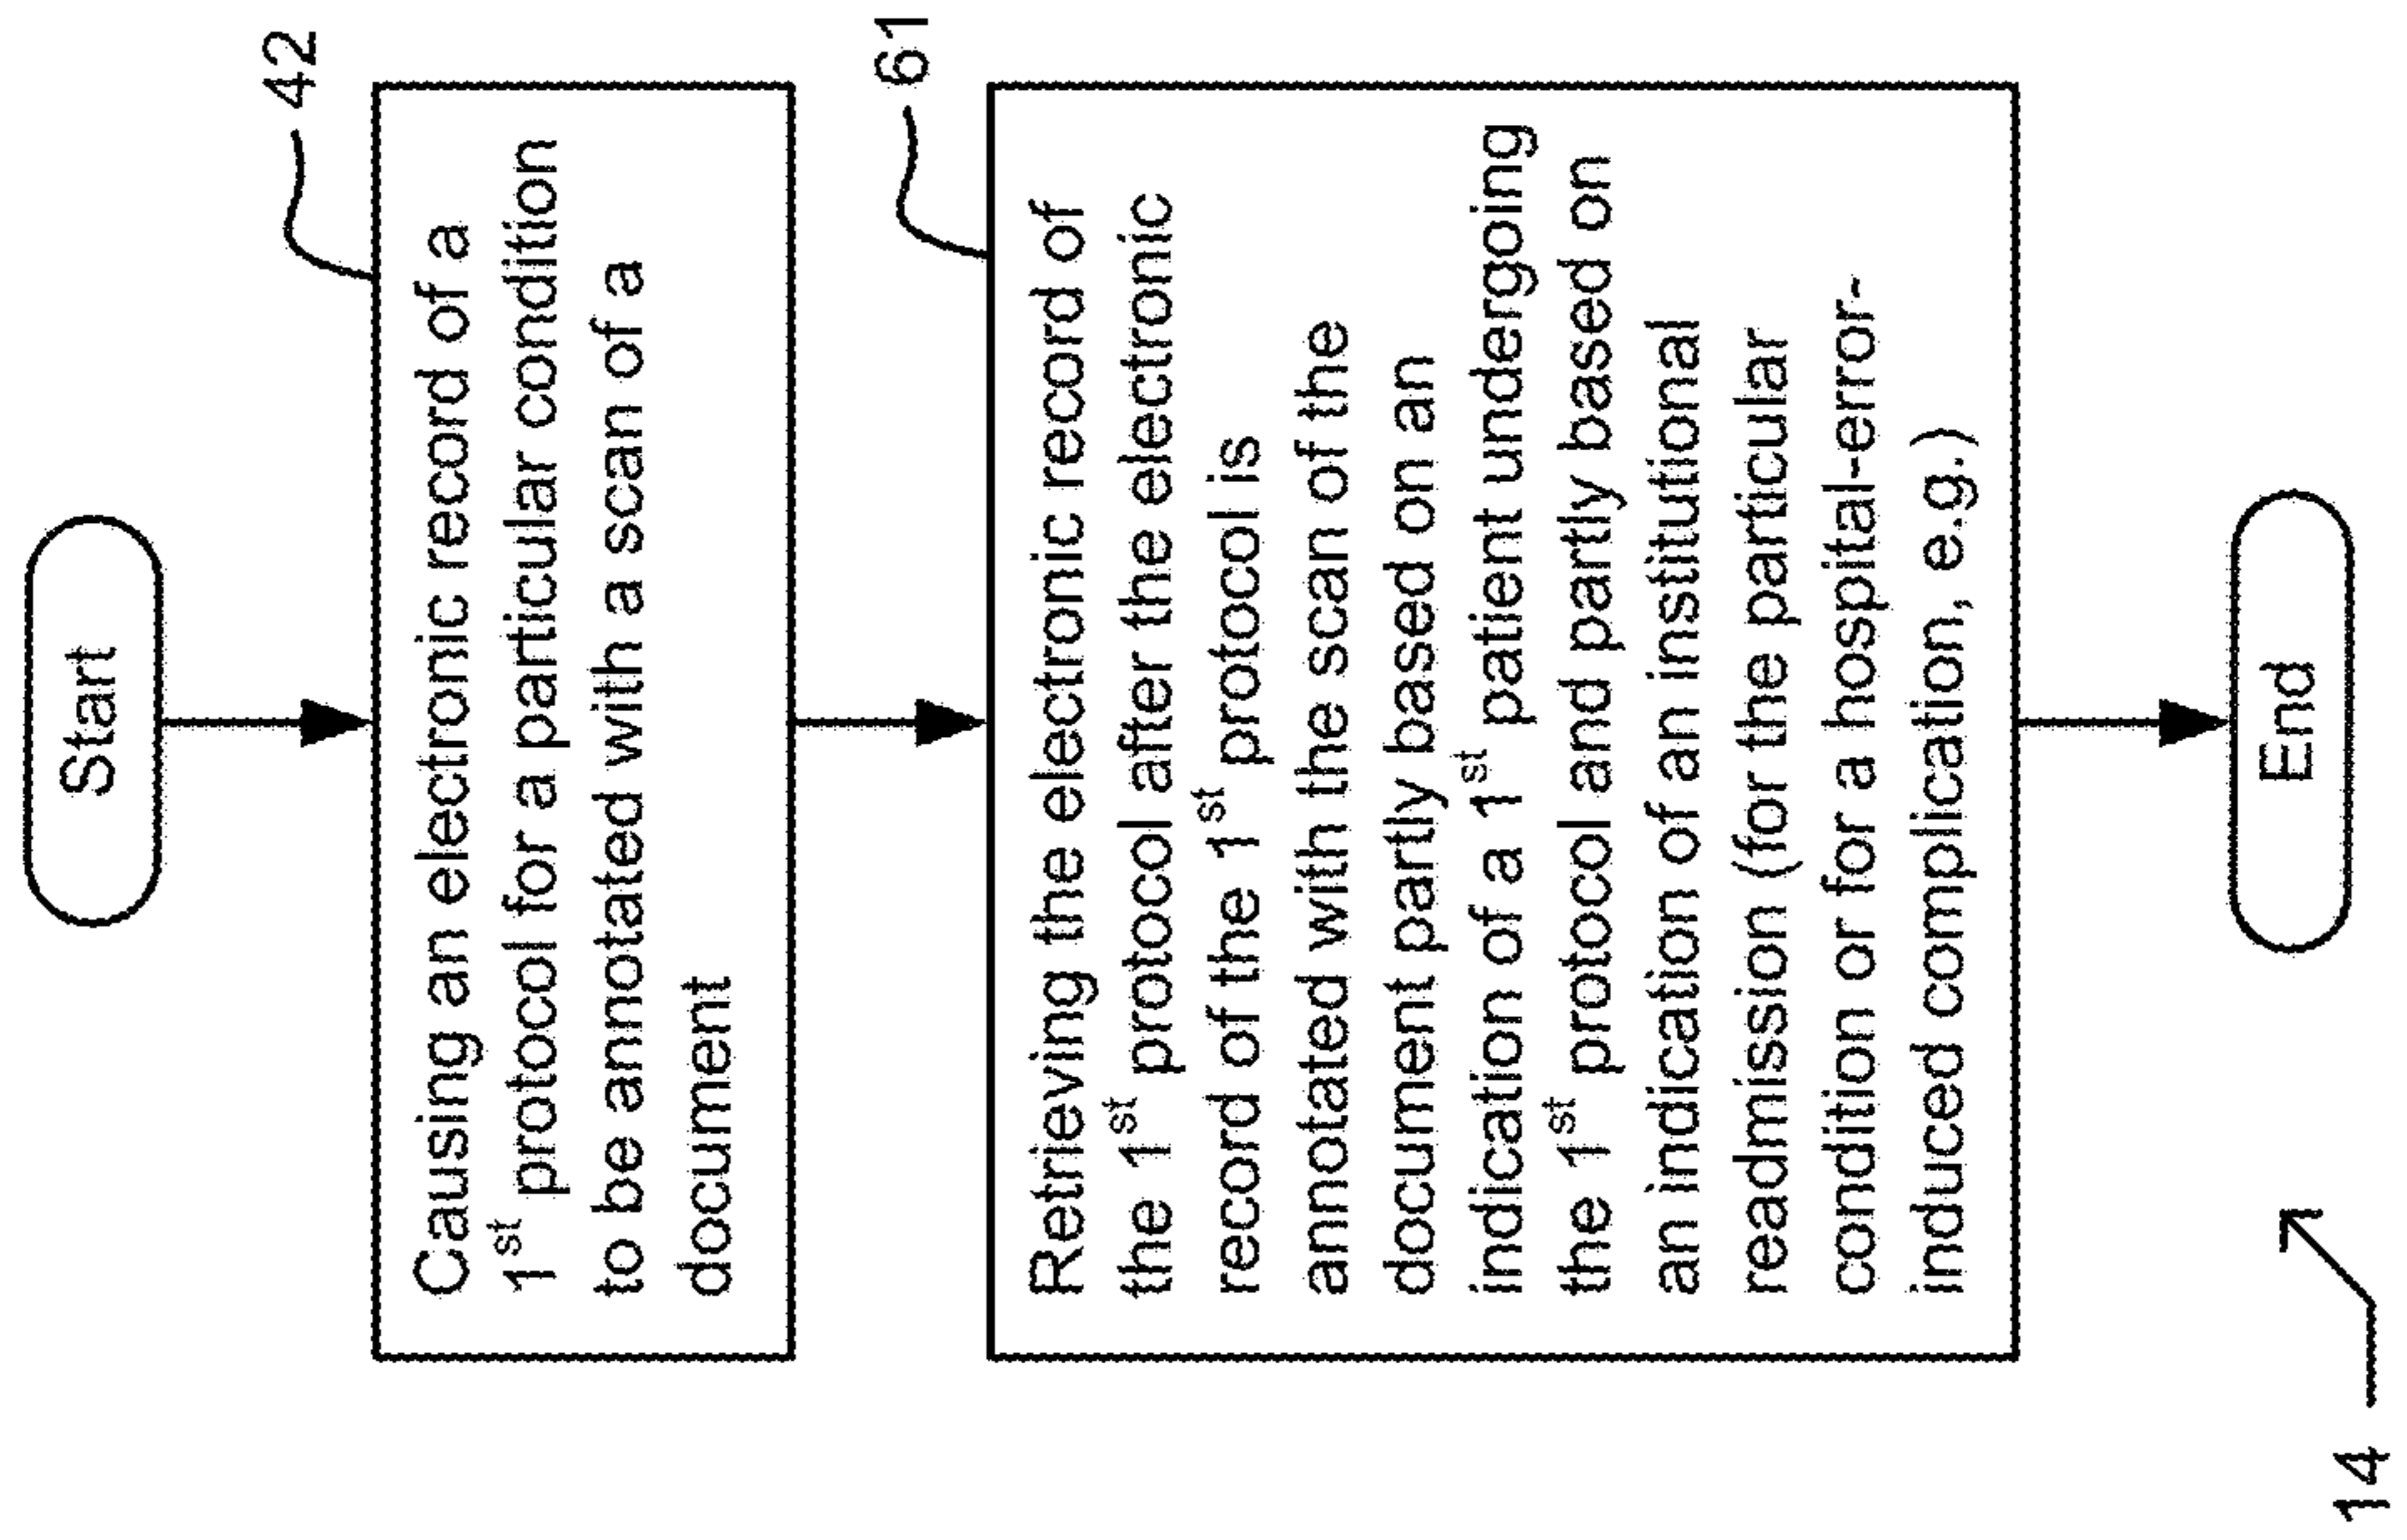 Start
42
Causing an electronic record of a
1st protocol for a particular condition
to be annotated with a scan of a
document
61
Retrieving the electronic record of
the 1st protocol after the electronic
record of the 1st protocol is
annotated with the scan of the
document partly based on an
indication of a 1st patient undergoing
the 1st protocol and partly based on
an indication of an institutional
readmission (for the particular
condition or for a hospital-error-
induced complication, e.g.)
End
14